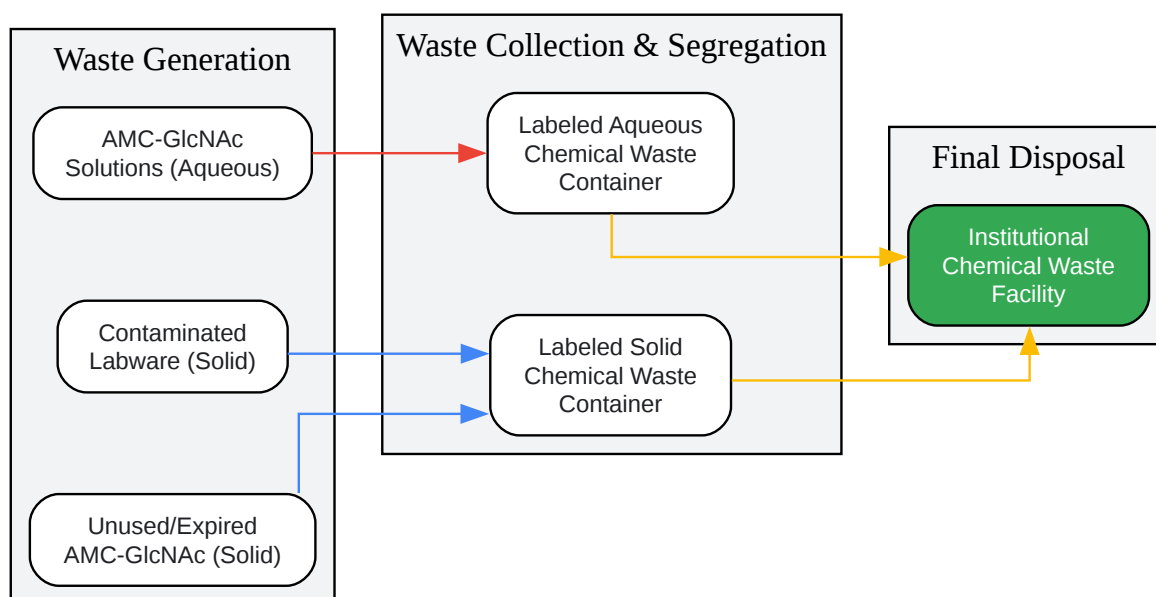 Waste Generation
AMC-GlcNAc
Solutions (Aqueous)
Contaminated
Labware (Solid)
Unused/Expired
AMC-GlcNAc (Solid)
Waste Collection & Segregation
Labeled Aqueous
Chemical Waste
Container
Labeled Solid
Chemical Waste
Container
Final Disposal
Institutional
Chemical Waste
Facility